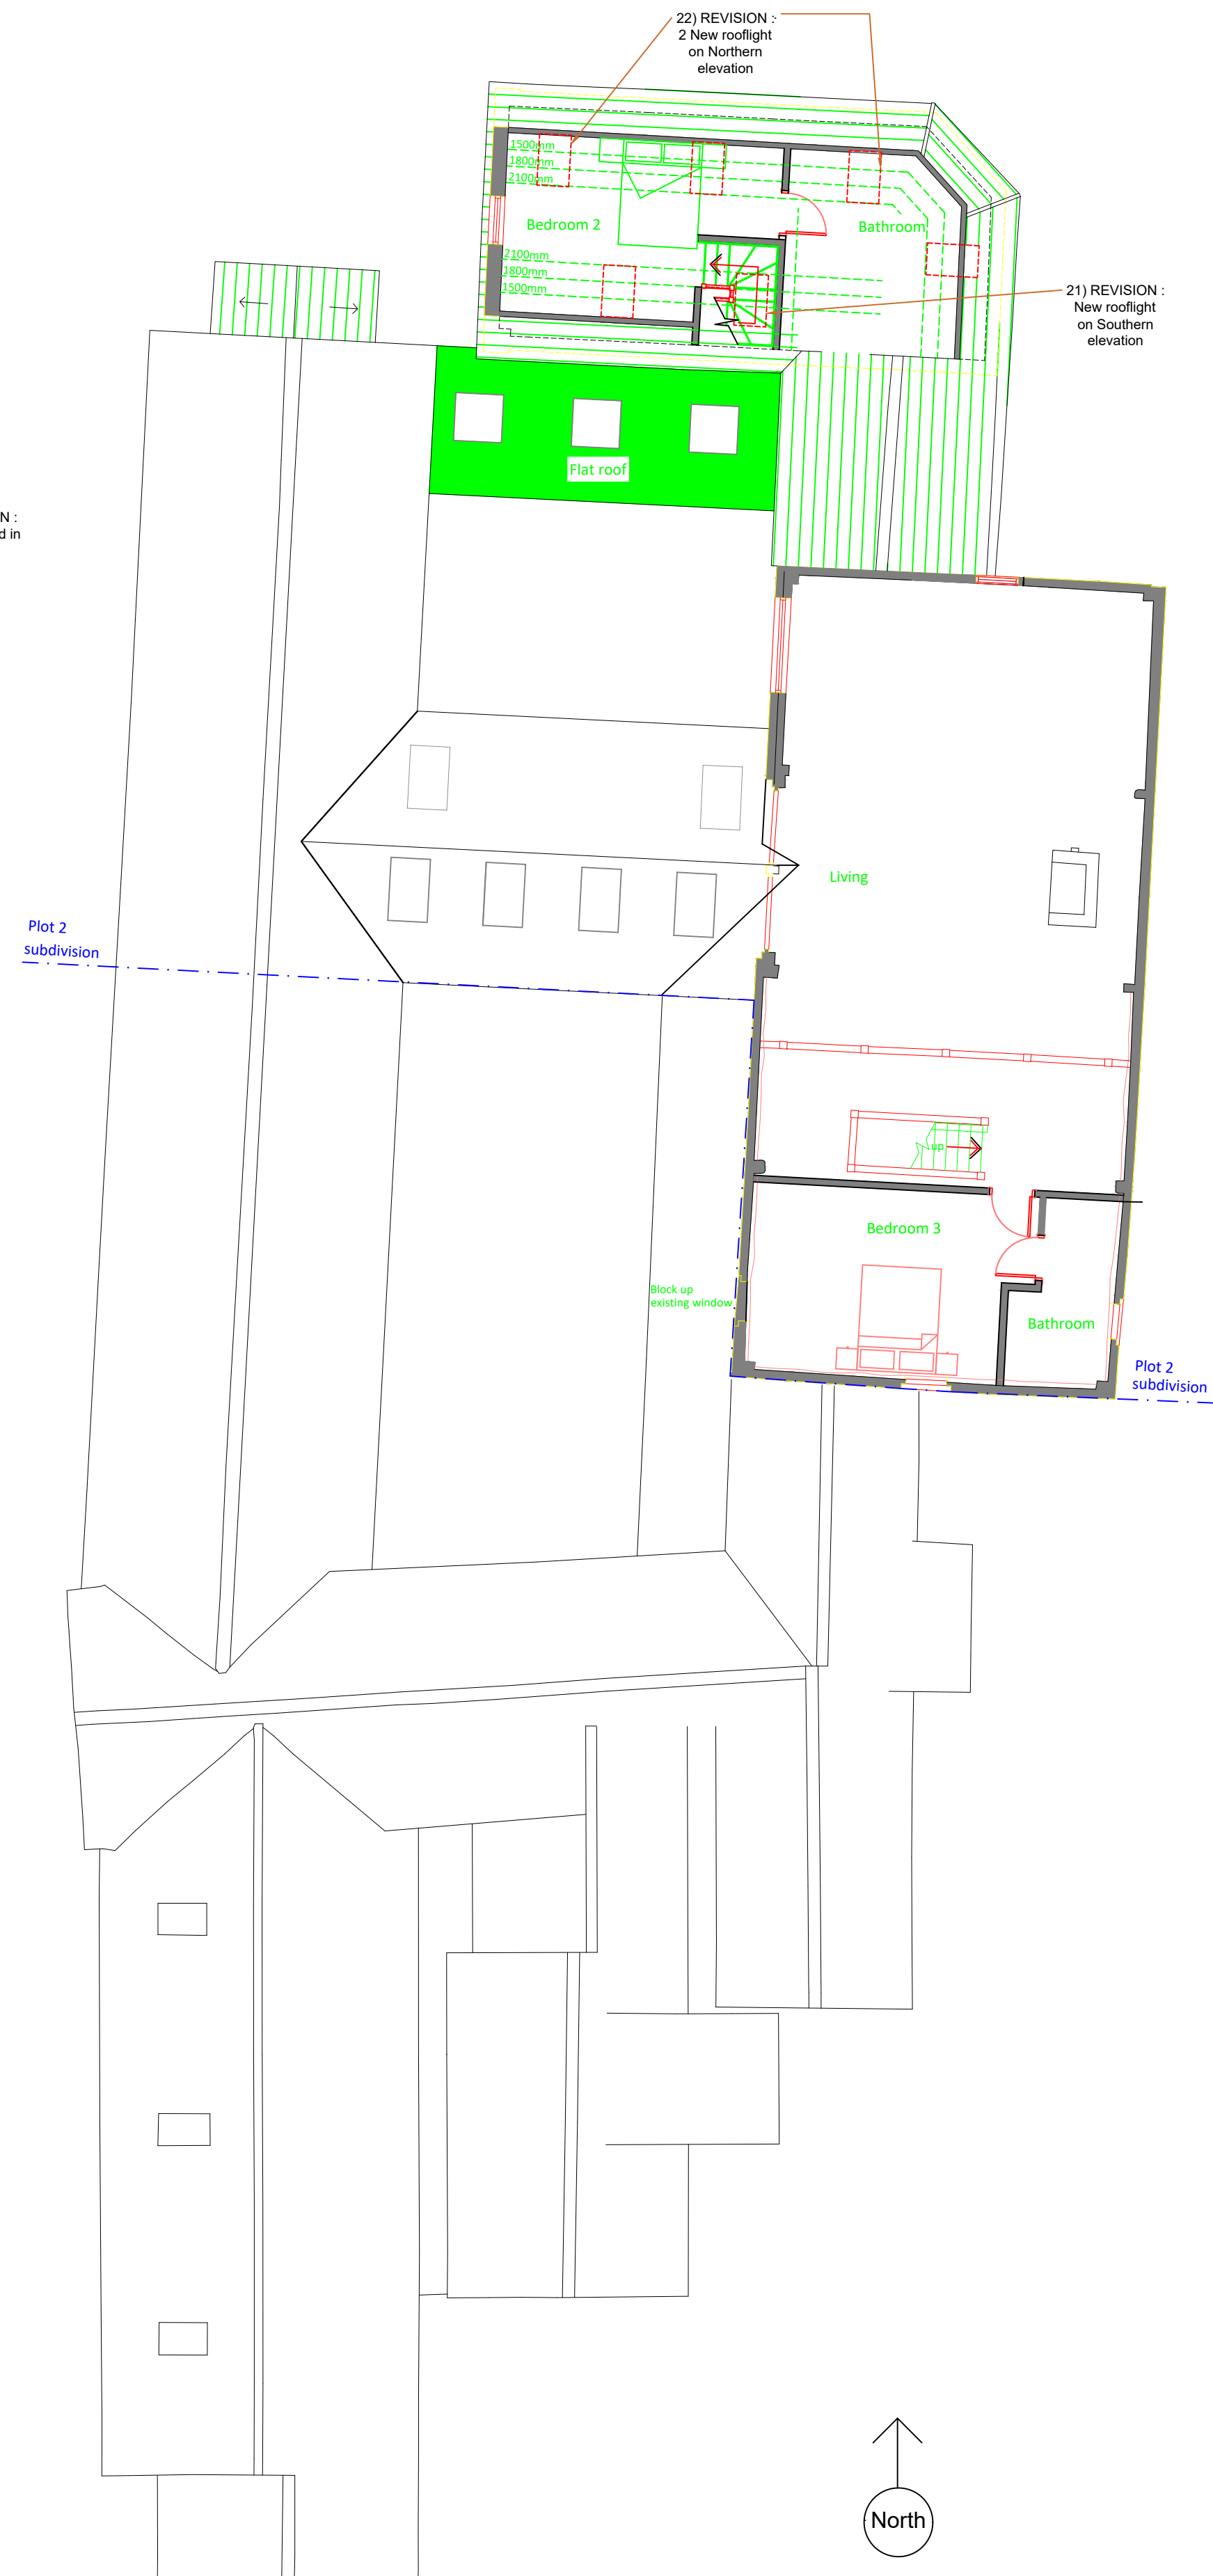 22) REVISION :
2 New rooflight
on Northern
elevation
1500mm
1800mm
2100mm
Bedroom 2
Bathroom
2100mm
1800mm
1500mm
21) REVISION :
New rooflight
on Southern
elevation
Flat roof
N :
d in
Living
Plot 2
subdivision
up
Bedroom 3
Block up
existing window
Bathroom
Plot 2
subdivision
North